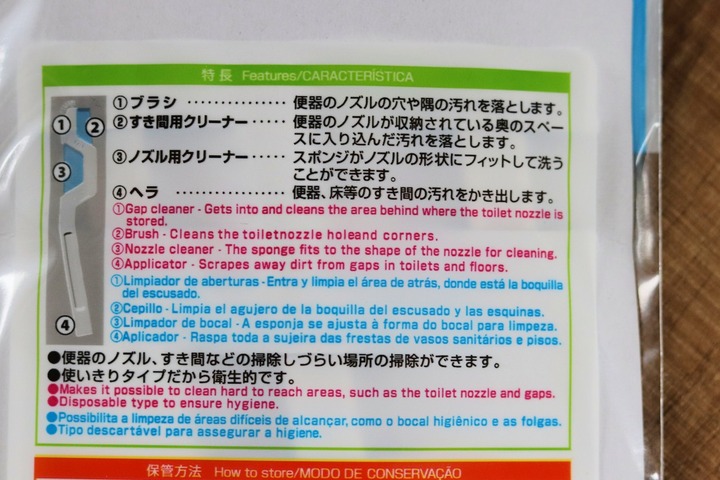 特長 Features/CARACTERÍSTICA
①ブラシ ・・・・・・・・・・・・・・・ 便器のノズルの穴や隅の汚れを落とします。
②すき間用クリーナー・・・・・ 便器のノズルが収納されている奥のスペー
スに入り込んだ汚れを落とします。
③ノズル用クリーナー・・・・・ スポンジがノズルの形状にフィットして洗う
ことができます。
④ヘラ ・・・・・・・・・・・・・・・・ 便器、床等のすき間の汚れをかき出します。
①Gap cleaner - Gets into and cleans the area behind where the toilet nozzle is
stored.
②Brush - Cleans the toiletnozzle holeand corners.
③Nozzle cleaner - The sponge fits to the shape of the nozzle for cleaning.
④Applicator - Scrapes away dirt from gaps in toilets and floors.
①Limpiador de aberturas - Entra y limpia el área de atrás, donde está la boquilla
del escusado.
②Cepillo - Limpia el agujero de la boquilla del escusado y las esquinas.
③Limpador de bocal - A esponja se ajusta à forma do bocal para limpeza.
④Aplicador - Raspa toda a sujeira das frestas de vasos sanitários e pisos.
① ②
③
④
●便器のノズル、すき間などの掃除しづらい場所の掃除ができます。
●使いきりタイプだから衛生的です。
●Makes it possible to clean hard to reach areas, such as the toilet nozzle and gaps.
●Disposable type to ensure hygiene.
●Possibilita a limpeza de áreas difíceis de alcançar, como o bocal higiênico e as folgas.
●Tipo descartável para assegurar a higiene.
保管方法 How to store/MODO DE CONSERVAÇÃO